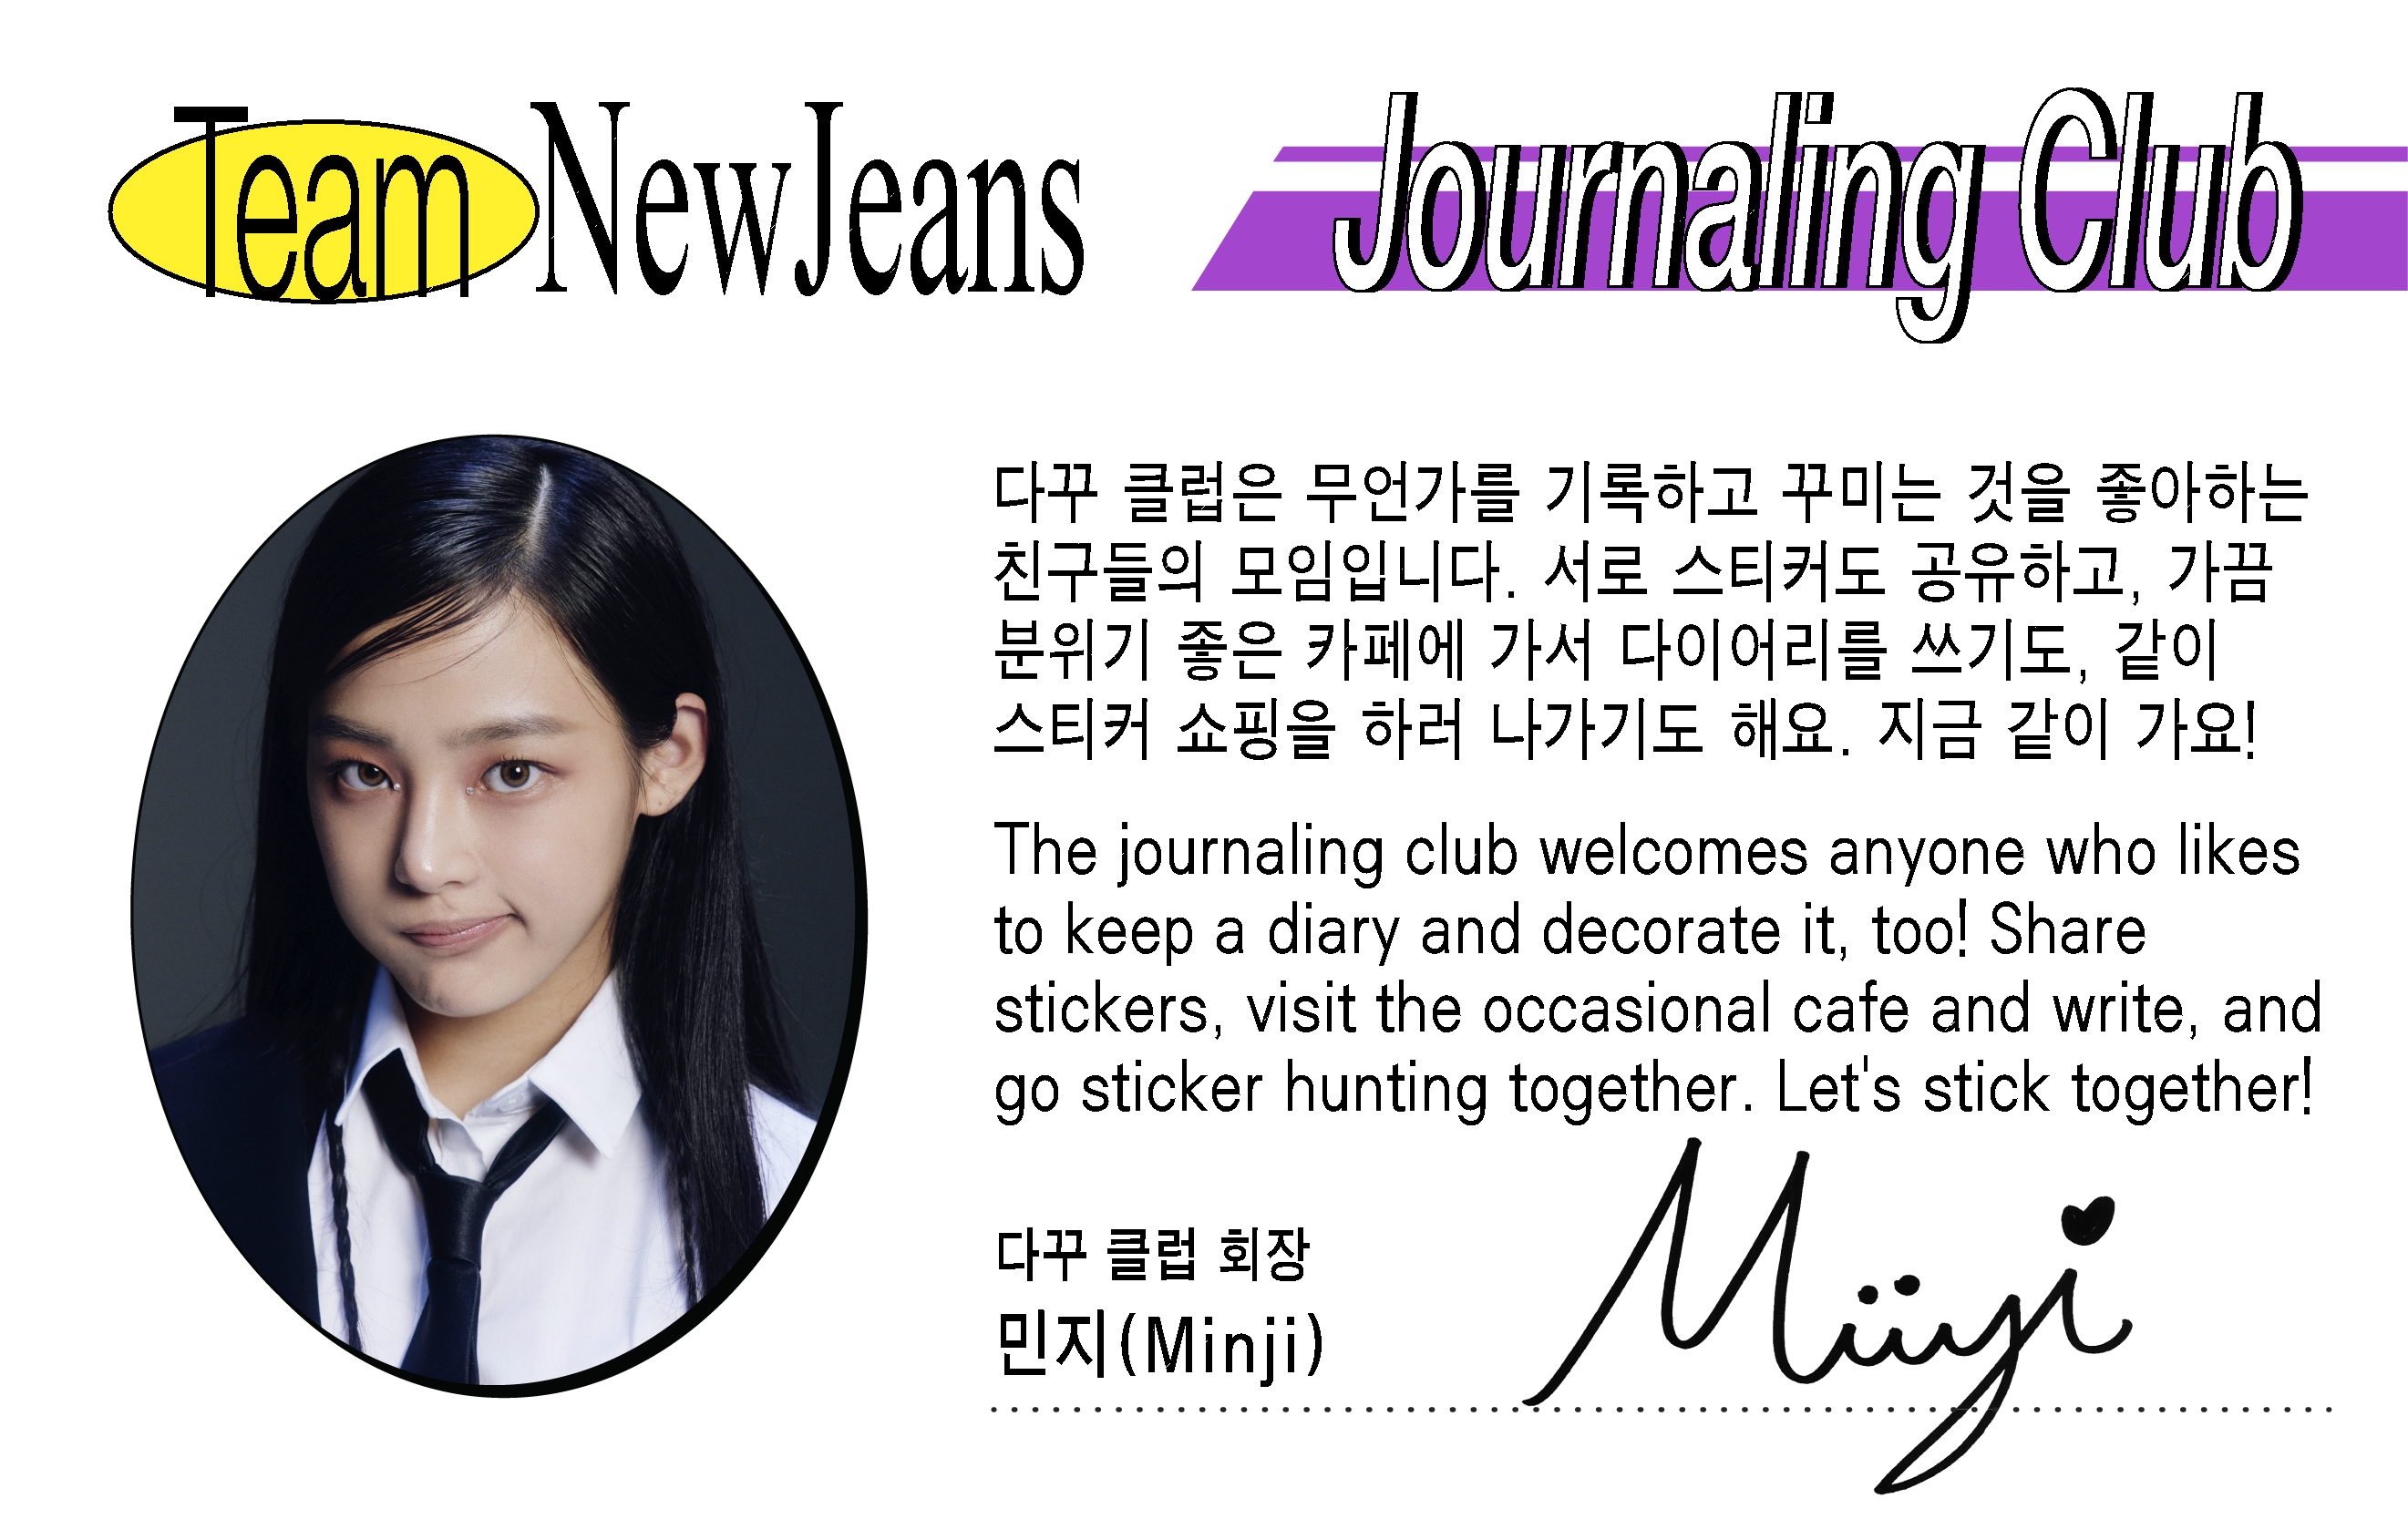 Team NewJeans
Journaling Club
다꾸 클럽은 무언가를 기록하고 꾸미는 것을 좋아하는
친구들의 모임입니다. 서로 스티커도 공유하고, 가끔
분위기 좋은 카페에 가서 다이어리를 쓰기도, 같이
스티커 쇼핑을 하러 나가기도 해요. 지금 같이 가요!
The journaling club welcomes anyone who likes
to keep a diary and decorate it, too! Share
stickers, visit the occasional cafe and write, and
go sticker hunting together. Let's stick together!
다꾸 클럽 회장
민지(Minji)
Minji